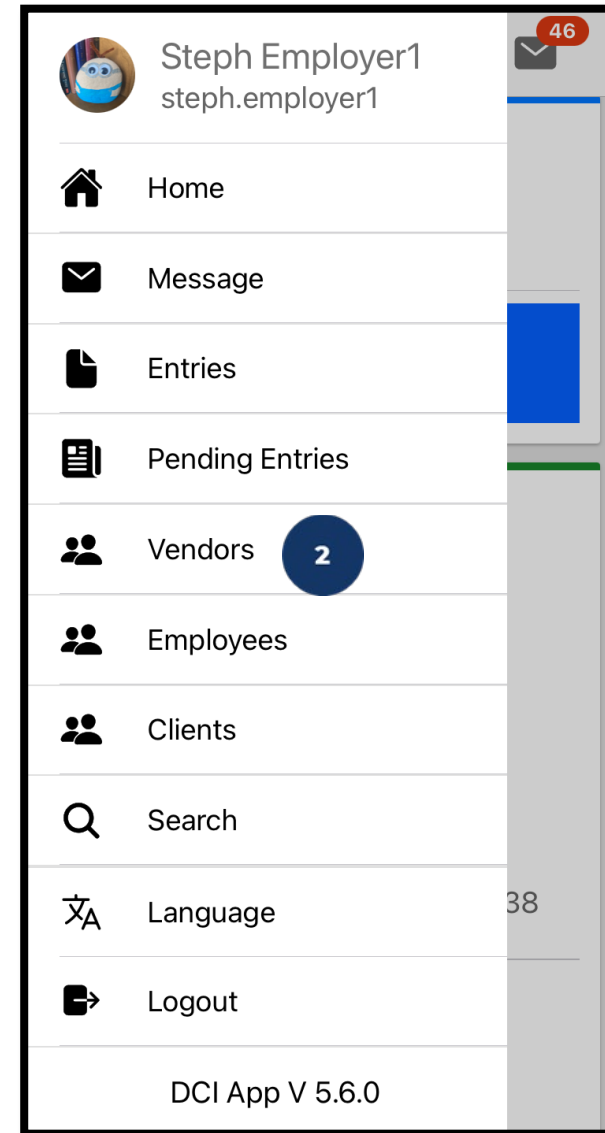 Steph Employer1
46
steph.employer1
Home
Message
Entries
Pending Entries
Vendors
2
Employees
Clients
Search
Language
38
Logout
DCI App V 5.6.0